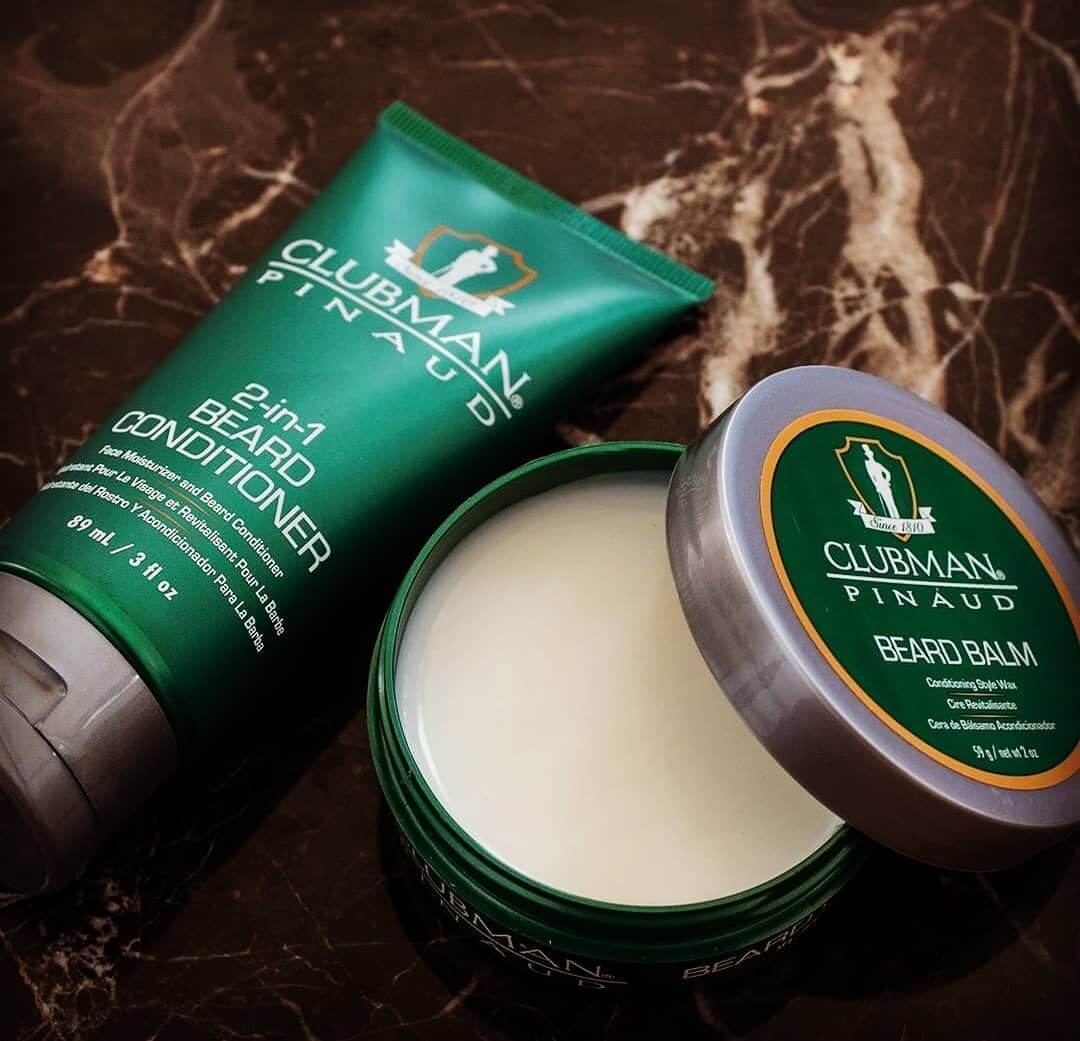 CLUBMAN®
PINAUD
2-in-1
BEARD
CONDITIONER
Face Moisturizer and Beard Conditioner
Pour La Visage et Revitalisant Pour La Barbe
del Rostro Y Acondicionador Para La Barba
89 mL / 3 fl oz
Since 1810
CLUBMAN®
PINAUD
BEARD BALM
Conditioning Style Wax
Cire Revitalisante
Cera de Bálsamo Acondicionador
59 g / net wt 2 oz
CLUBMAN®
PINAUD